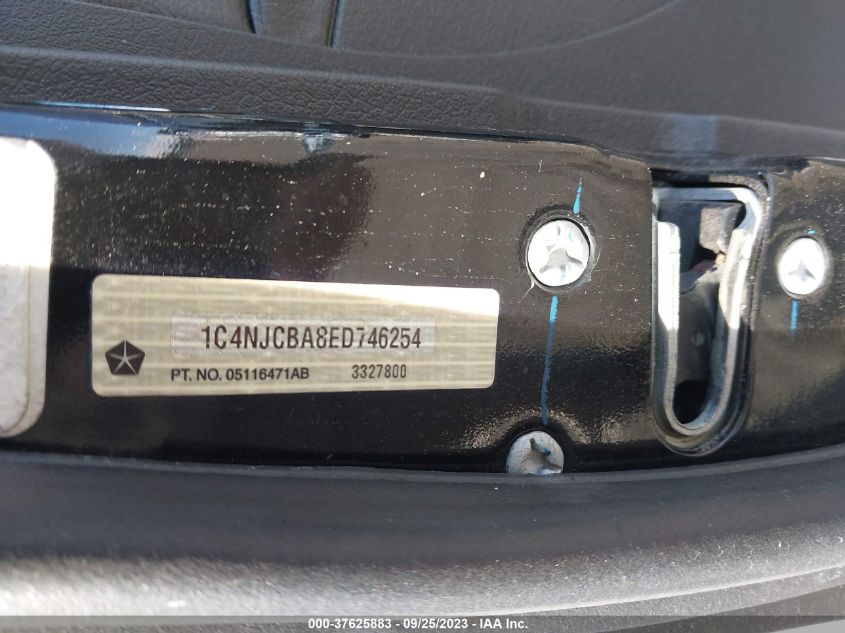 1C4NJCBA8ED746254
PT. NO. 05116471AB 3327800
000-37625883 - 09/25/2023 - IAA Inc.